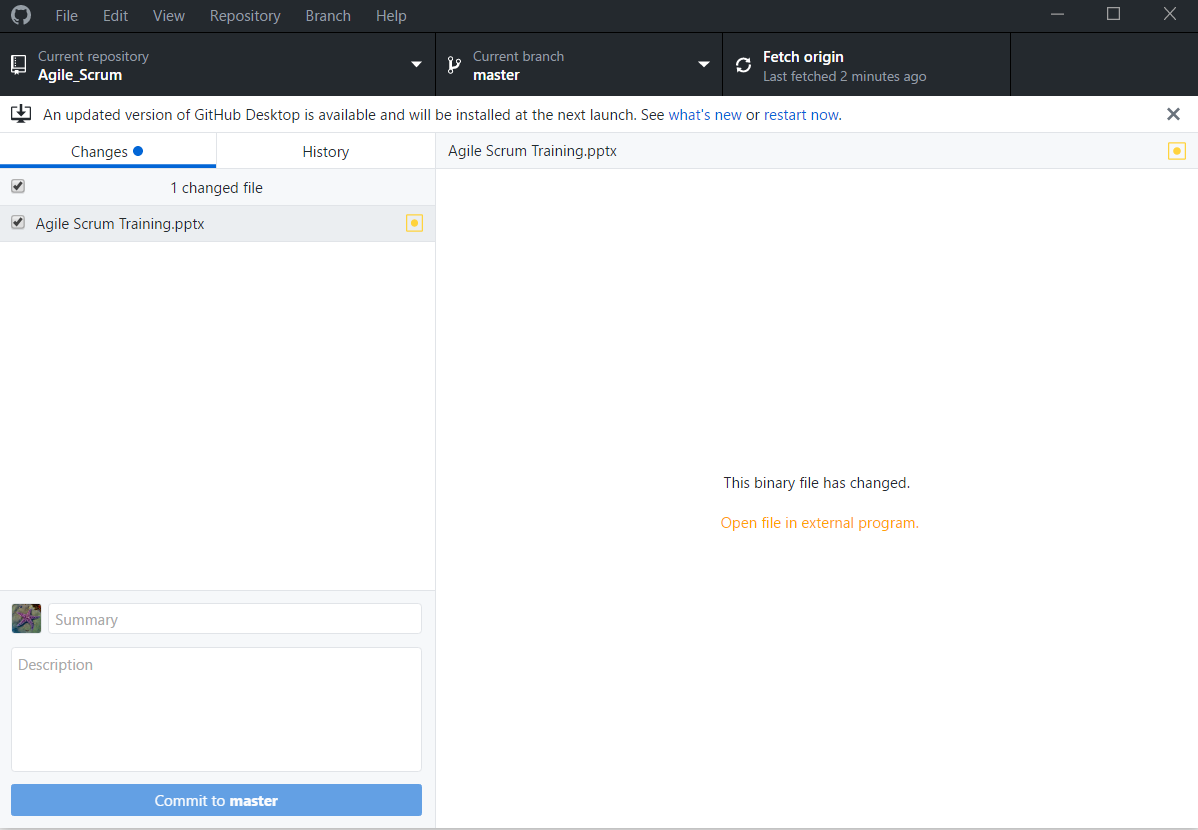 File Edit View Repository Branch Help
Current repository
Agile_Scrum
Current branch
master
Fetch origin
Last fetched 2 minutes ago
An updated version of GitHub Desktop is available and will be installed at the next launch. See what's new or restart now.
Changes
History
Agile Scrum Training.pptx
1 changed file
Agile Scrum Training.pptx
This binary file has changed.
Open file in external program.
Summary
Description
Commit to master